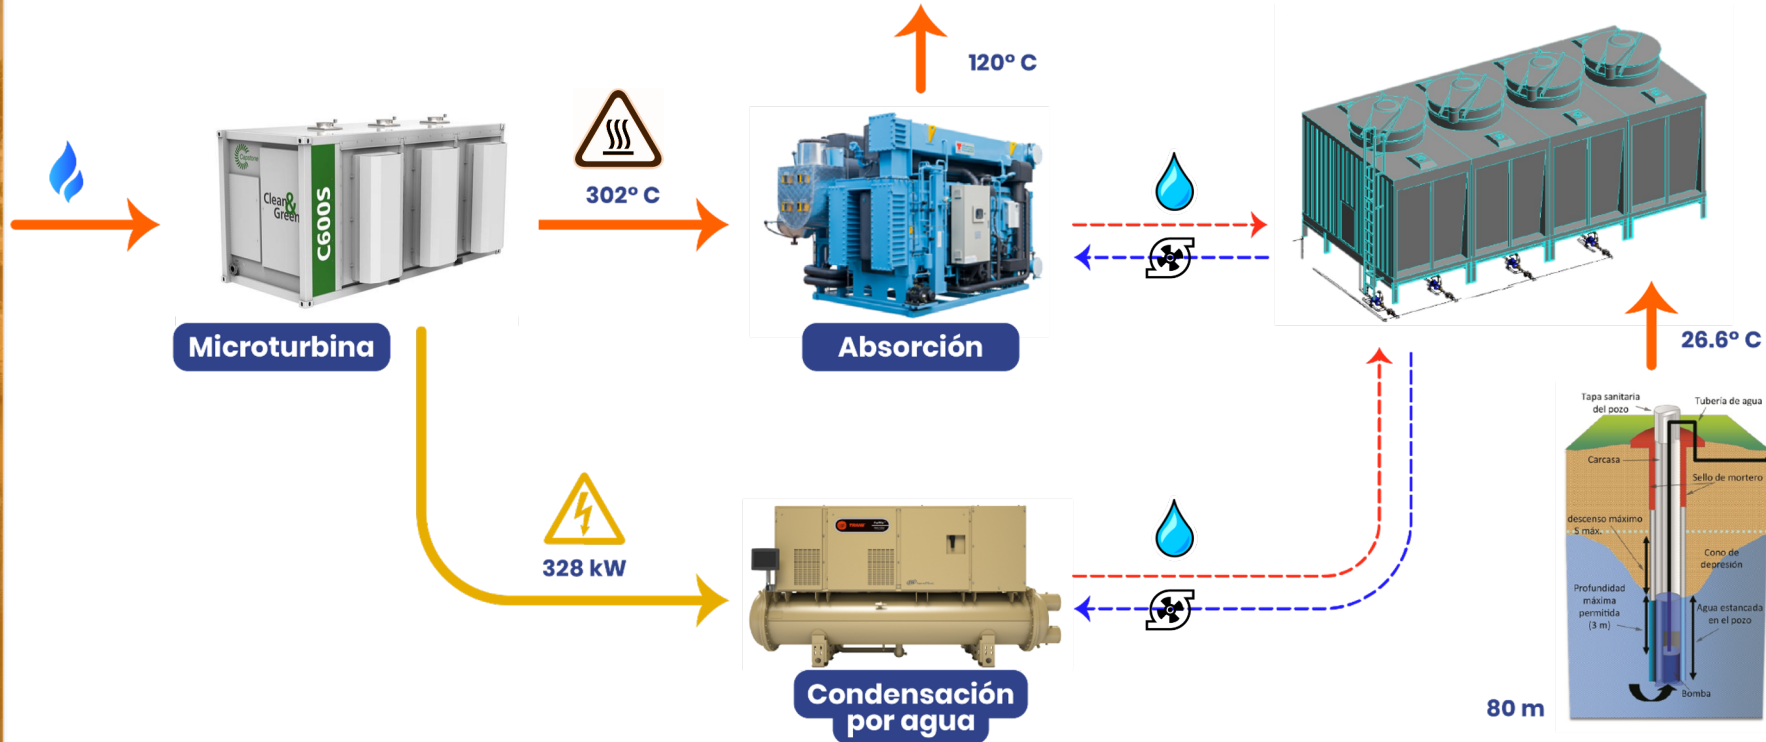 120° C
302° C
Capstone
Clean&
Green
C600S
Microturbina
Absorción
26.6° C
Tapa sanitaria
del pozo
Tubería de agua
Carcasa
Sello de mortero
descenso máximo
S máx.
Cono de
depresión
Profundidad
máxima
permitida
(3 m)
Agua estancada
en el pozo
Bomba
80 m
328 kW
TRANE
Condensación
por agua